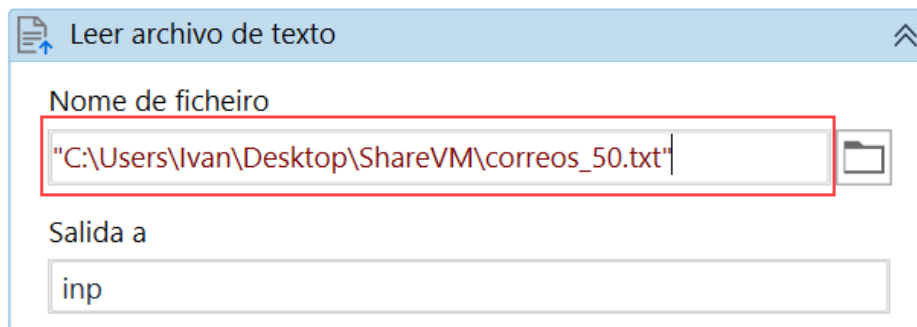 Leer archivo de texto
Nome de ficheiro
"C:\Users\Ivan\Desktop\ShareVM\correos_50.txt"
Salida a
inp